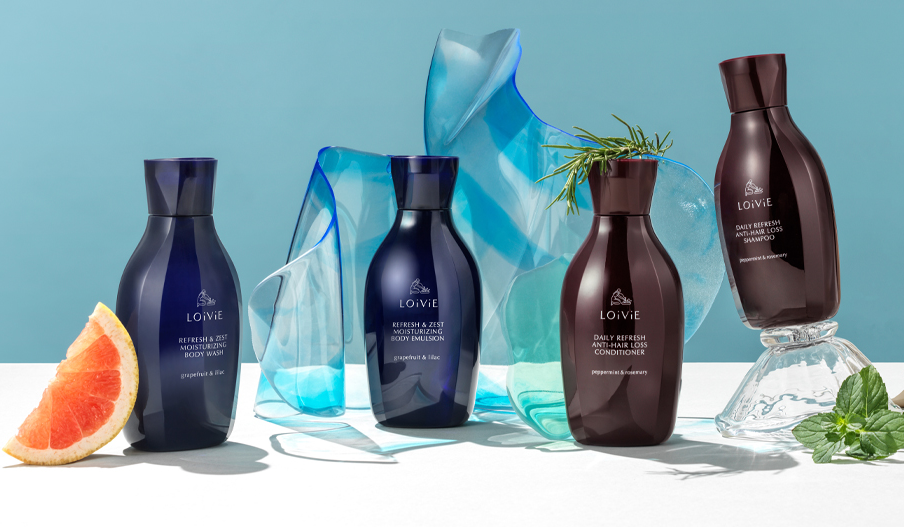 LOiViE
REFRESH & ZEST
MOISTURIZING
BODY WASH
grapefruit & lilac
LOiViE
REFRESH & ZEST
MOISTURIZING
BODY EMULSION
grapefruit & lilac
LOiViE
DAILY REFRESH
ANTI-HAIR LOSS
CONDITIONER
peppermint & rosemary
LOiViE
DAILY REFRESH
ANTI-HAIR LOSS
SHAMPOO
peppermint & rosemary